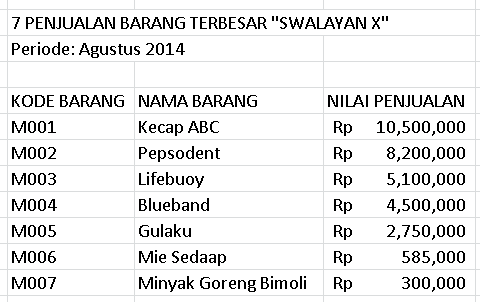 7 PENJUALAN BARANG TERBESAR "SWALAYAN X"
Periode: Agustus 2014
KODE BARANG NAMA BARANG NILAI PENJUALAN
M001 Kecap ABC Rp 10,500,000
M002 Pepsodent Rp 8,200,000
M003 Lifebuoy Rp 5,100,000
M004 Blueband Rp 4,500,000
M005 Gulaku Rp 2,750,000
M006 Mie Sedaap Rp 585,000
M007 Minyak Goreng Bimoli Rp 300,000